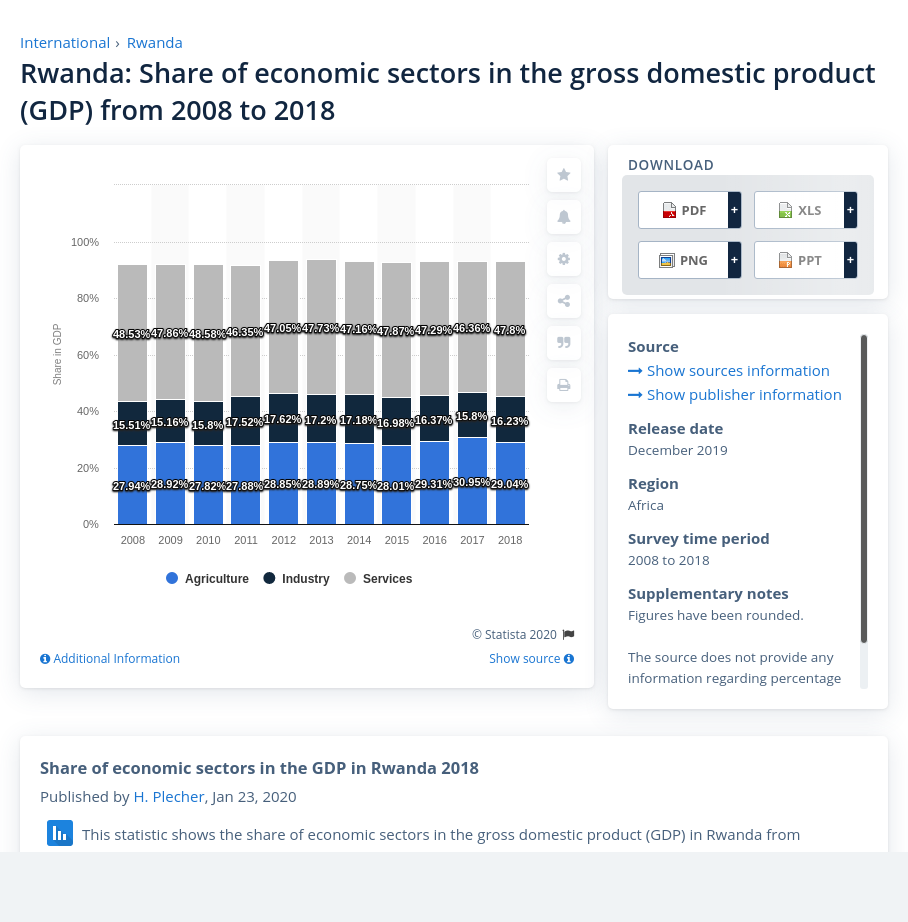 International › Rwanda
Rwanda: Share of economic sectors in the gross domestic product
(GDP) from 2008 to 2018
DOWNLOAD
PDF +
XLS +
PNG +
PPT +
Share in GDP
100%
80%
60%
40%
20%
0%
48.53% 47.86% 48.58% 46.35% 47.05% 47.73% 47.16% 47.87% 47.29% 46.36% 47.8%
15.51% 15.16% 15.8% 17.52% 17.62% 17.2% 17.18% 16.98% 16.37% 15.8% 16.23%
27.94% 28.92% 27.82% 27.88% 28.85% 28.89% 28.75% 28.01% 29.31% 30.95% 29.04%
2008 2009 2010 2011 2012 2013 2014 2015 2016 2017 2018
Agriculture Industry Services
© Statista 2020
Additional Information
Show source
Source
Show sources information
Show publisher information
Release date
December 2019
Region
Africa
Survey time period
2008 to 2018
Supplementary notes
Figures have been rounded.
The source does not provide any
information regarding percentage
Share of economic sectors in the GDP in Rwanda 2018
Published by H. Plecher, Jan 23, 2020
This statistic shows the share of economic sectors in the gross domestic product (GDP) in Rwanda from